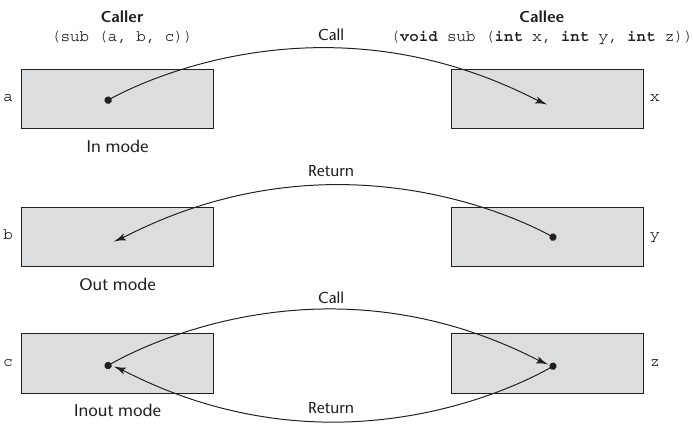 Caller
(sub (a, b, c))
Callee
(void sub (int x, int y, int z))
Call
a
x
In mode
Return
b
y
Out mode
Call
c
z
Return
Inout mode